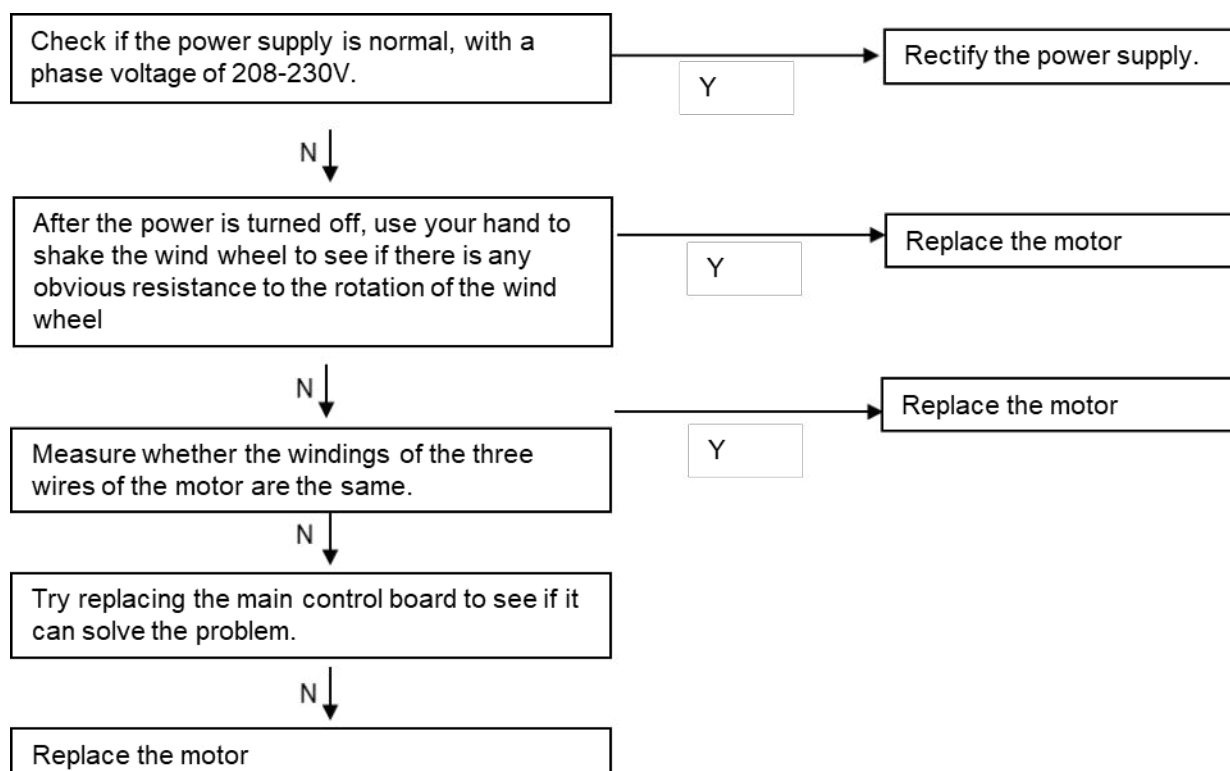 Check if the power supply is normal, with a
phase voltage of 208-230V.
Y
Rectify the power supply.
N
After the power is turned off, use your hand to
shake the wind wheel to see if there is any
obvious resistance to the rotation of the wind
wheel
Y
Replace the motor
N
Measure whether the windings of the three
wires of the motor are the same.
Y
Replace the motor
N
Try replacing the main control board to see if it
can solve the problem.
N
Replace the motor